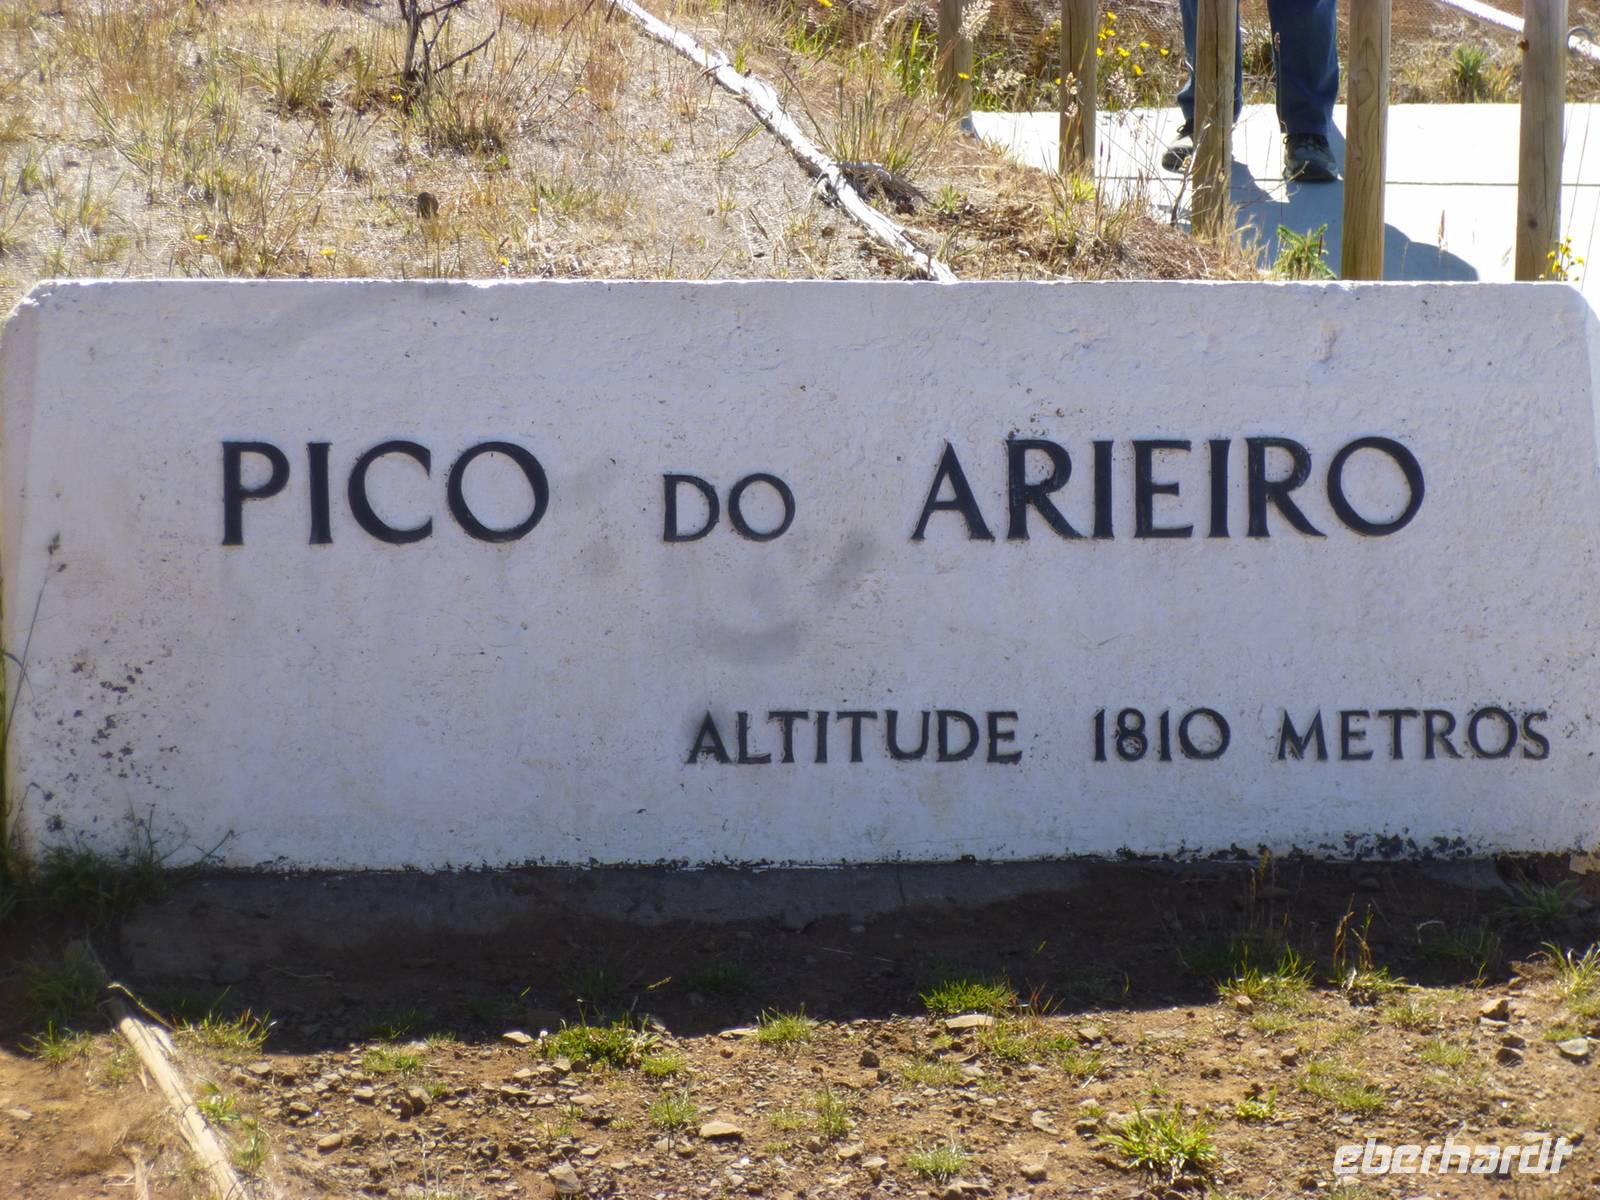 PICO DO ARIEIRO
ALTITUDE 1810 METROS
eberhardt